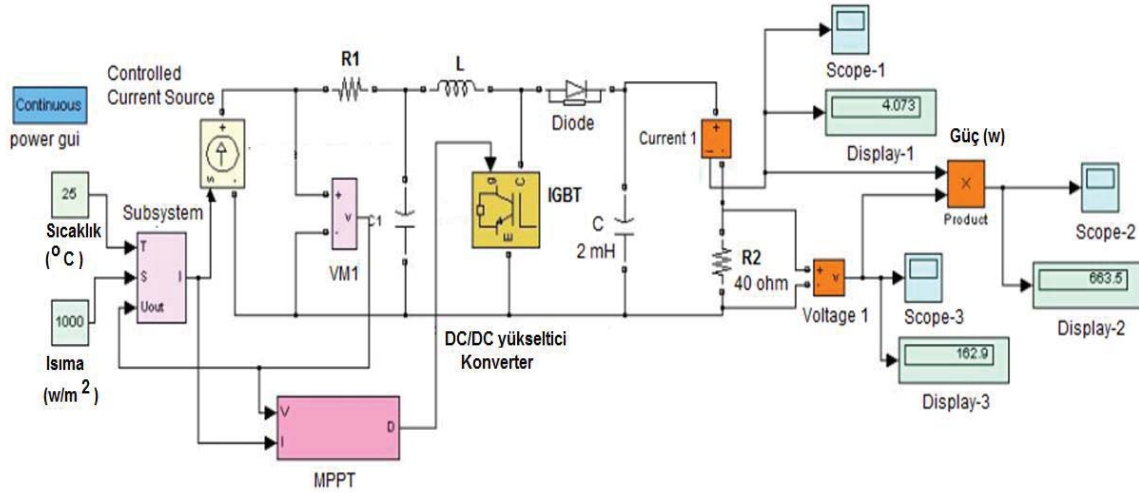 Continuous
power gui
Controlled
Current Source
+
s
-
R1
L
Diode
Current 1
+
-
i
Scope-1
4.073
Display-1
Güç (w)
X
Product
Scope-2
663.5
Display-2
25
Sıcaklık
(°C)
Subsystem
T
S
I
Uout
1000
Isıma
(w/m²)
+
v
-
VM1
C1
g
C
E
IGBT
C
2 mH
R2
40 ohm
+
v
-
Voltage 1
Scope-3
162.9
Display-3
DC/DC yükseltici
Konverter
V
I
D
MPPT